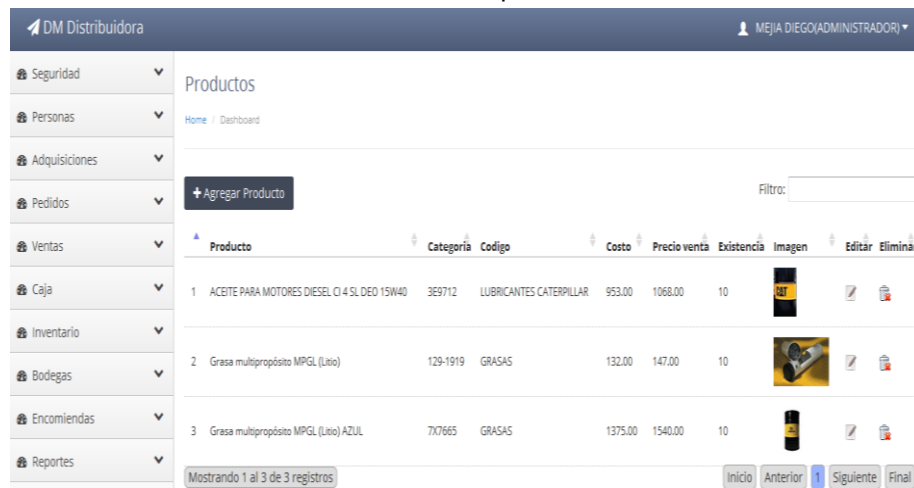 DM Distribuidora
MEJIA DIEGO(ADMINISTRADOR)
Seguridad
Personas
Adquisiciones
Pedidos
Ventas
Caja
Inventario
Bodegas
Encomiendas
Reportes
Productos
Home / Dashboard
+ Agregar Producto
Filtro:
Producto Categoria Codigo Costo Precio venta Existencia Imagen Editar Elimina
1 ACEITE PARA MOTORES DIESEL CI 4 SL DEO 15W40 3E9712 LUBRICANTES CATERPILLAR 953.00 1068.00 10
CAT
2 Grasa multipropósito MPGL (Litio) 129-1919 GRASAS 132.00 147.00 10
3 Grasa multipropósito MPGL (Litio) AZUL 7X7665 GRASAS 1375.00 1540.00 10
Mostrando 1 al 3 de 3 registros
Inicio Anterior 1 Siguiente Final